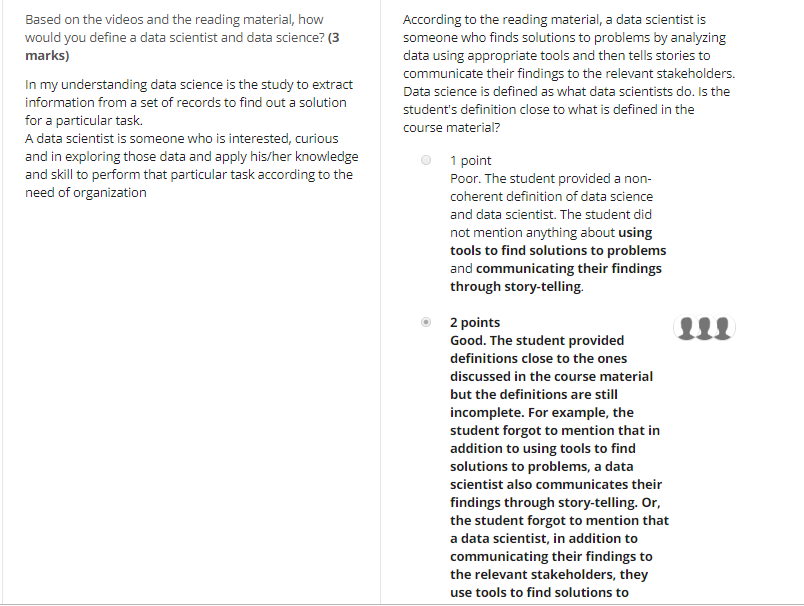 Based on the videos and the reading material, how
would you define a data scientist and data science? (3
marks)
In my understanding data science is the study to extract
information from a set of records to find out a solution
for a particular task.
A data scientist is someone who is interested, curious
and in exploring those data and apply his/her knowledge
and skill to perform that particular task according to the
need of organization
According to the reading material, a data scientist is
someone who finds solutions to problems by analyzing
data using appropriate tools and then tells stories to
communicate their findings to the relevant stakeholders.
Data science is defined as what data scientists do. Is the
student's definition close to what is defined in the
course material?
1 point
Poor. The student provided a non-
coherent definition of data science
and data scientist. The student did
not mention anything about using
tools to find solutions to problems
and communicating their findings
through story-telling.
2 points
Good. The student provided
definitions close to the ones
discussed in the course material
but the definitions are still
incomplete. For example, the
student forgot to mention that in
addition to using tools to find
solutions to problems, a data
scientist also communicates their
findings through story-telling. Or,
the student forgot to mention that
a data scientist, in addition to
communicating their findings to
the relevant stakeholders, they
use tools to find solutions to